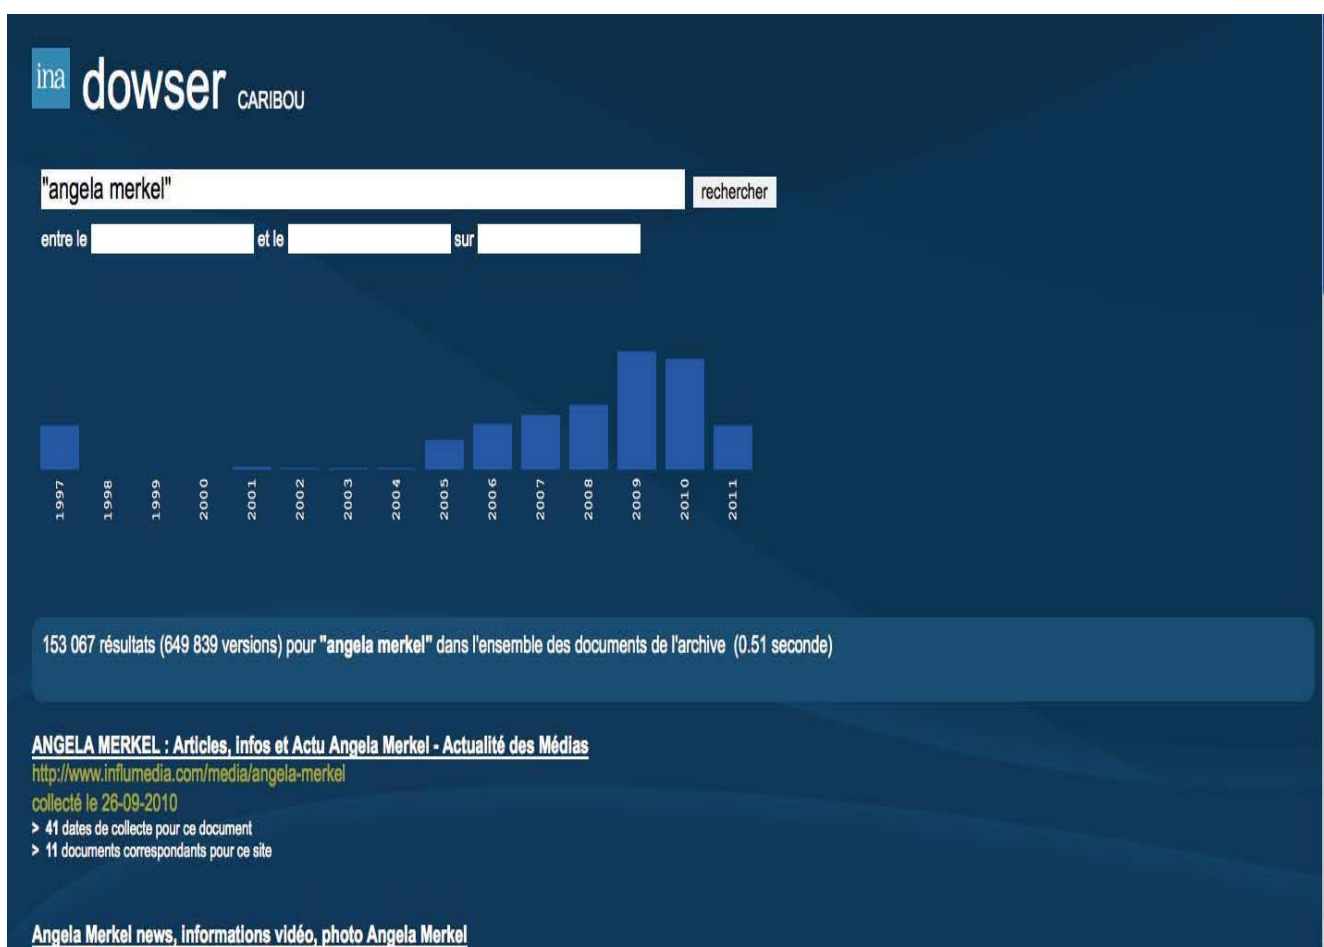 ina dowser CARIBOU
"angela merkel" rechercher
entre le et le sur
1997 1998 1999 2000 2001 2002 2003 2004 2005 2006 2007 2008 2009 2010 2011
153 067 résultats (649 839 versions) pour "angela merkel" dans l'ensemble des documents de l'archive (0.51 seconde)
ANGELA MERKEL : Articles, infos et Actu Angela Merkel - Actualité des Médias
http://www.influmedia.com/media/angela-merkel
collecté le 26-09-2010
> 41 dates de collecte pour ce document
> 11 documents correspondants pour ce site
Angela Merkel news, informations vidéo, photo Angela Merkel